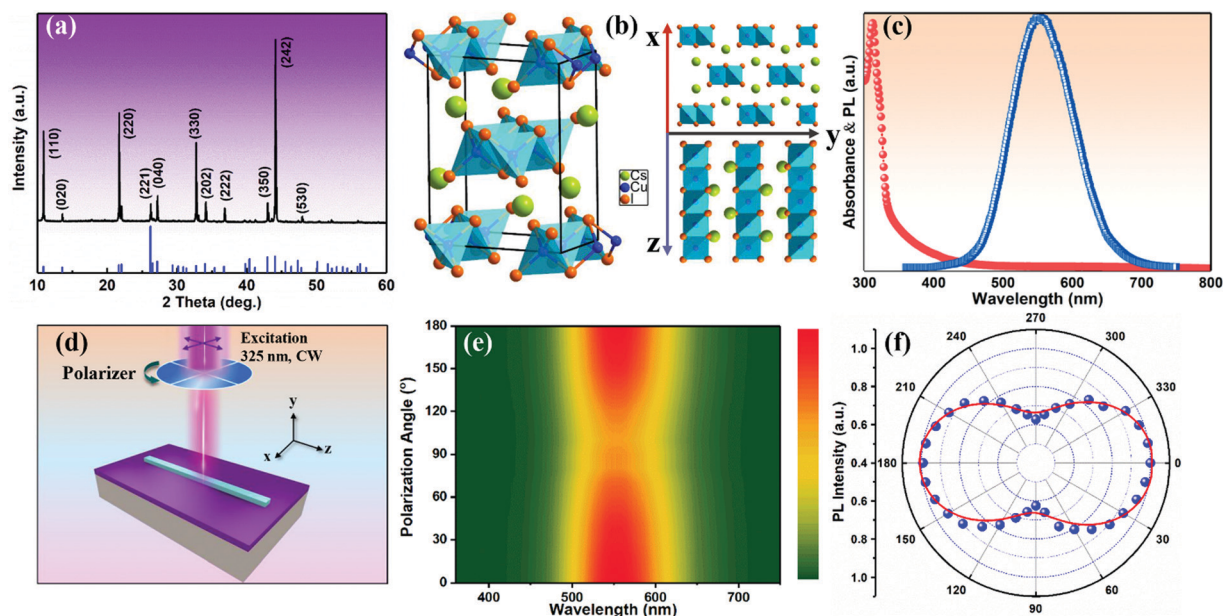 (a)
Intensity (a.u.)
(110)
(020)
(220)
(221)
(040)
(330)
(202)
(222)
(350)
(242)
(530)
10 20 30 40 50 60
2 Theta (deg.)
(b)
x
y
z
Cs
Cu
I
(c)
Absorbance & PL (a.u.)
300 400 500 600 700 800
Wavelength (nm)
(d)
Excitation
325 nm, CW
Polarizer
y
x
z
(e)
Polarization Angle (°)
180
150
120
90
60
30
0
400 500 600 700
Wavelength (nm)
(f)
PL Intensity (a.u.)
1.0
0.8
0.6
0.4
0.6
0.8
1.0
270
240
300
210
330
180
0
150
30
120
60
90